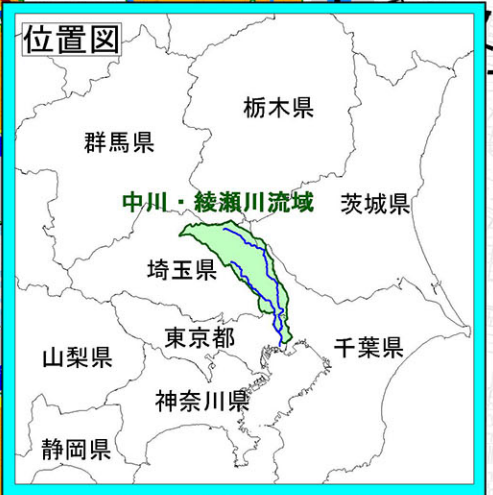 位置図
栃木県
群馬県
中川・綾瀬川流域
茨城県
埼玉県
東京都
千葉県
山梨県
神奈川県
静岡県